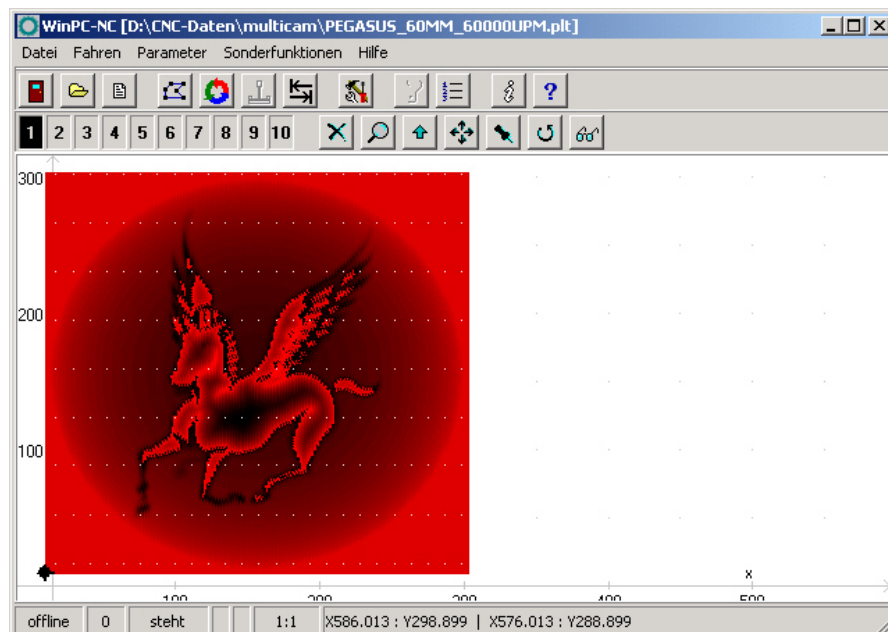 WinPC-NC [D:\CNC-Daten\multicam\PEGASUS_60MM_60000UPM.plt]
Datei Fahren Parameter Sonderfunktionen Hilfe
1 2 3 4 5 6 7 8 9 10
300
200
100
x
100 200 300 400 500
offline 0 steht 1:1 X586.013 : Y298.899 | X576.013 : Y288.899